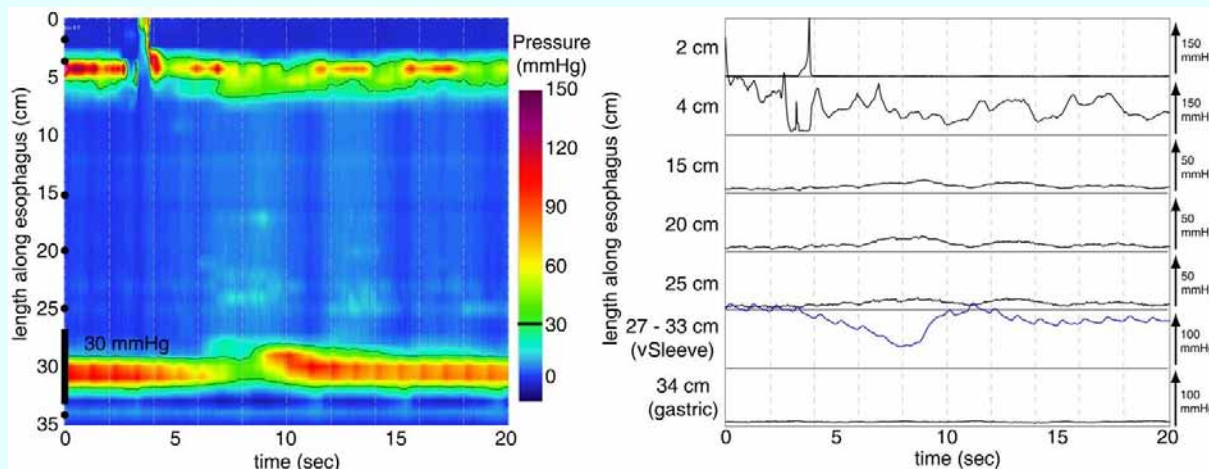 Pressure
(mmHg)
150
120
90
60
30
0
length along esophagus (cm)
0
5
10
15
20
25
30
35
30 mmHg
0
5
10
15
20
time (sec)
length along esophagus (cm)
2 cm
4 cm
15 cm
20 cm
25 cm
27 - 33 cm
(vSleeve)
34 cm
(gastric)
150
mmHg
150
mmHg
50
mmHg
50
mmHg
50
mmHg
100
mmHg
100
mmHg
0
5
10
15
20
time (sec)